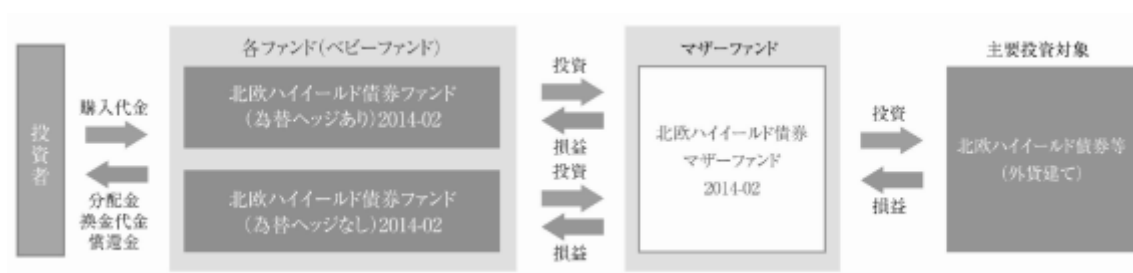 投資者
購入代金
分配金
換金代金
償還金
各ファンド(ベビーファンド)
北欧ハイイールド債券ファンド
(為替ヘッジあり)2014-02
北欧ハイイールド債券ファンド
(為替ヘッジなし)2014-02
投資
損益
投資
損益
マザーファンド
北欧ハイイールド債券
マザーファンド
2014-02
投資
損益
主要投資対象
北欧ハイイールド債券等
(外貨建て)